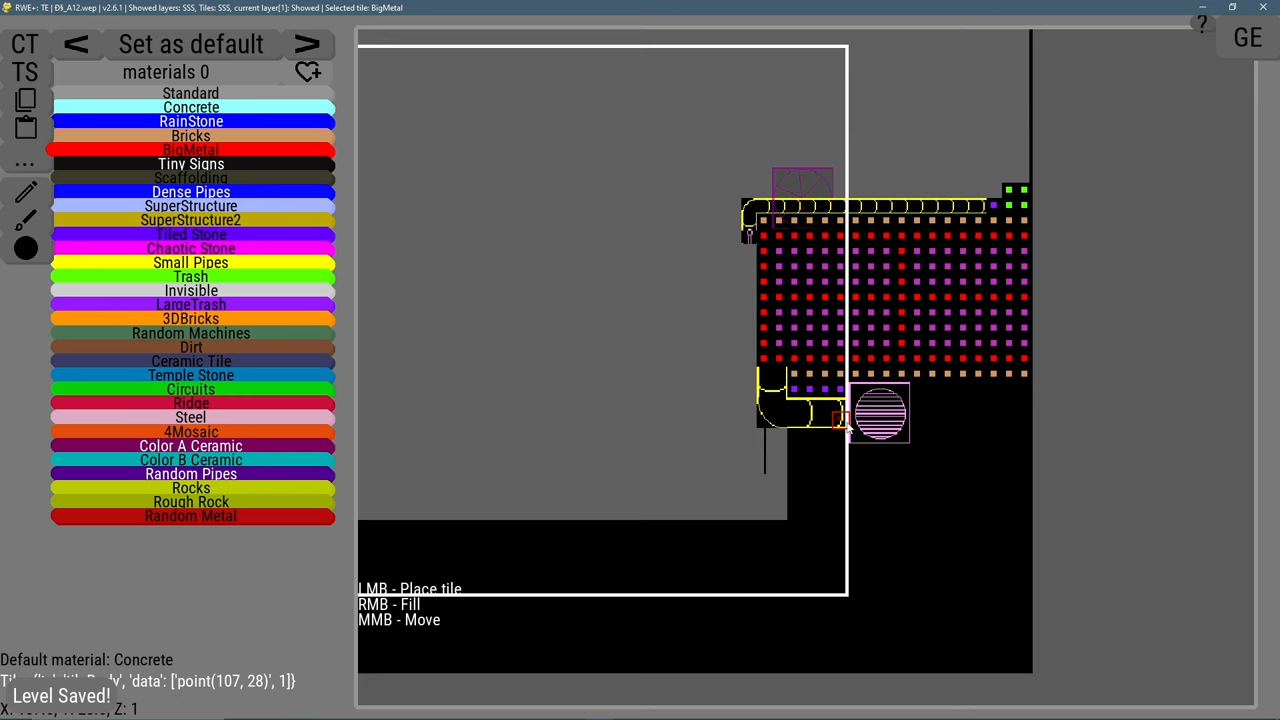 RWE+: TE | Đ§_A12.wep | v2.6.1 | Showed layers: SSS, Tiles: SSS, current layer[1]: Showed | Selected tile: BigMetal
CT
< Set as default >
GE
?
TS
materials 0
Standard
Concrete
RainStone
Bricks
BigMetal
Tiny Signs
Scaffolding
Dense Pipes
SuperStructure
SuperStructure2
Tiled Stone
Chaotic Stone
Small Pipes
Trash
Invisible
LargeTrash
3DBricks
Random Machines
Dirt
Ceramic Tile
Temple Stone
Circuits
Ridge
Steel
4Mosaic
Color A Ceramic
Color B Ceramic
Random Pipes
Rocks
Rough Rock
Random Metal
...
LMB - Place tile
RMB - Fill
MMB - Move
Default material: Concrete
'data': ['point(107, 28)', 1]}
Level Saved!
Z: 1